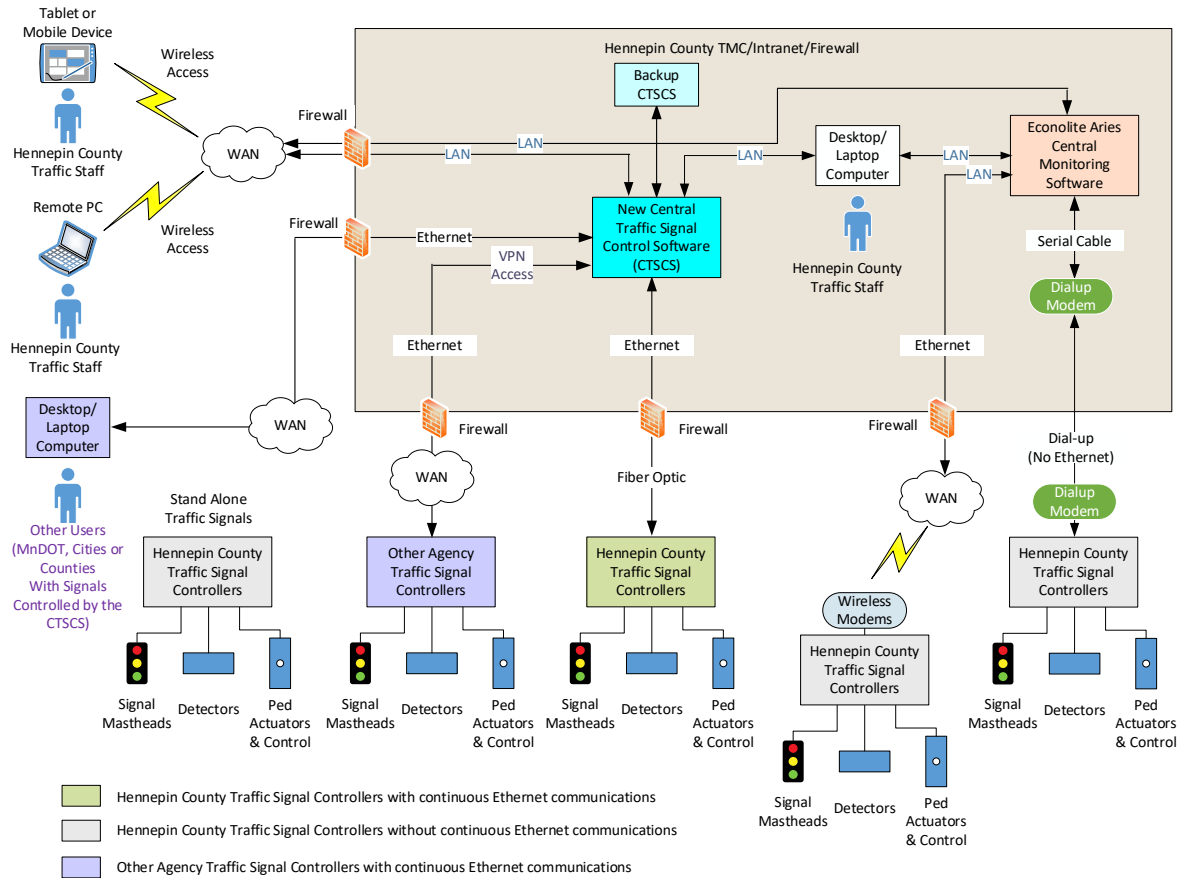 Tablet or
Mobile Device
Wireless
Access
Hennepin County
Traffic Staff
WAN
Firewall
Hennepin County TMC/Intranet/Firewall
Backup
CTSCS
LAN
LAN
LAN
Desktop/
Laptop
Computer
LAN
LAN
Econolite Aries
Central
Monitoring
Software
Remote PC
Wireless
Access
Hennepin County
Traffic Staff
Firewall
Ethernet
VPN
Access
New Central
Traffic Signal
Control Software
(CTSCS)
Hennepin County
Traffic Staff
Serial Cable
Dialup
Modem
Ethernet
Ethernet
Ethernet
Desktop/
Laptop
Computer
WAN
Firewall
Firewall
Firewall
Dial-up
(No Ethernet)
WAN
Fiber Optic
WAN
Dialup
Modem
Other Users
(MnDOT, Cities or
Counties
With Signals
Controlled by the
CTSCS)
Stand Alone
Traffic Signals
Hennepin County
Traffic Signal
Controllers
Signal
Mastheads
Detectors
Ped
Actuators
& Control
Other Agency
Traffic Signal
Controllers
Signal
Mastheads
Detectors
Ped
Actuators
& Control
Hennepin County
Traffic Signal
Controllers
Signal
Mastheads
Detectors
Ped
Actuators
& Control
Wireless
Modems
Hennepin County
Traffic Signal
Controllers
Signal
Mastheads
Detectors
Ped
Actuators
& Control
Hennepin County
Traffic Signal
Controllers
Signal
Mastheads
Detectors
Ped
Actuators
& Control
Hennepin County Traffic Signal Controllers with continuous Ethernet communications
Hennepin County Traffic Signal Controllers without continuous Ethernet communications
Other Agency Traffic Signal Controllers with continuous Ethernet communications